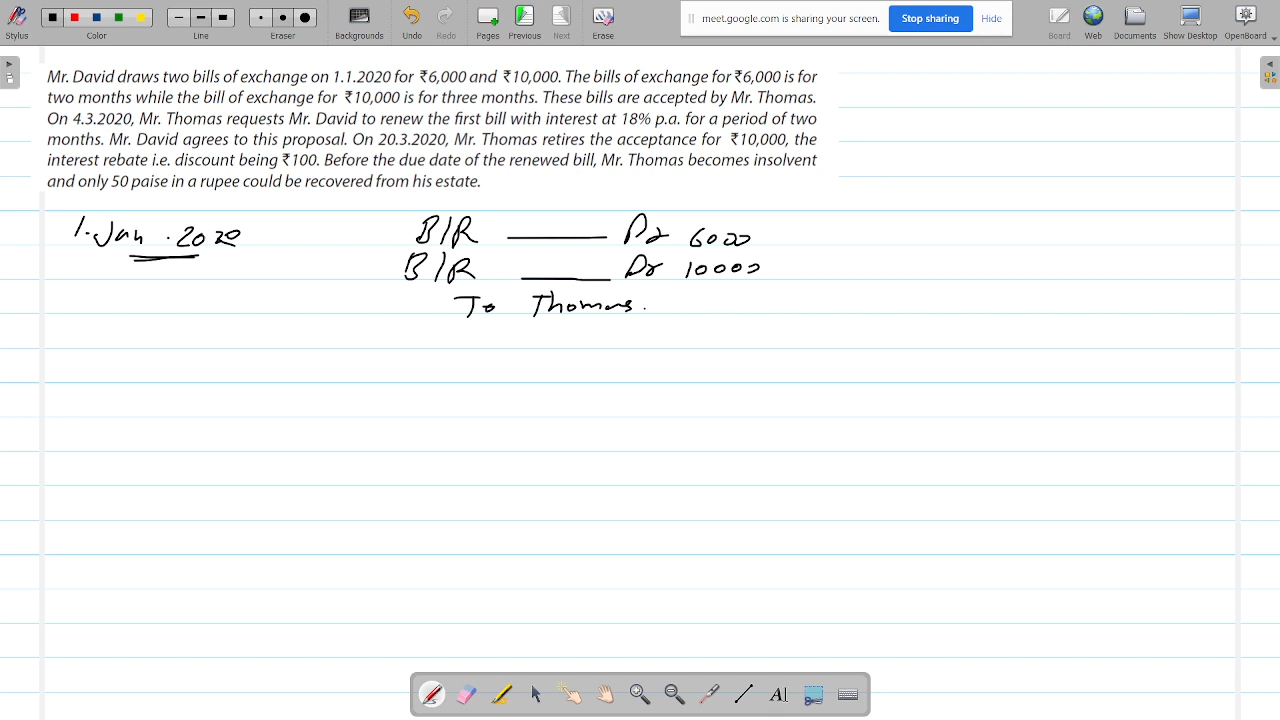 Stylus
Color
Line
Eraser
Backgrounds
Undo
Redo
Pages
Previous
Next
Erase
meet.google.com is sharing your screen.
Stop sharing
Hide
Board
Web
Documents
Show Desktop
OpenBoard
Mr. David draws two bills of exchange on 1.1.2020 for ₹6,000 and ₹10,000. The bills of exchange for ₹6,000 is for
two months while the bill of exchange for ₹10,000 is for three months. These bills are accepted by Mr. Thomas.
On 4.3.2020, Mr. Thomas requests Mr. David to renew the first bill with interest at 18% p.a. for a period of two
months. Mr. David agrees to this proposal. On 20.3.2020, Mr. Thomas retires the acceptance for ₹10,000, the
interest rebate i.e. discount being ₹100. Before the due date of the renewed bill, Mr. Thomas becomes insolvent
and only 50 paise in a rupee could be recovered from his estate.
1. Jan . 2020 B/R Dr 6000
B/R Dr 10000
To Thomas.
AI